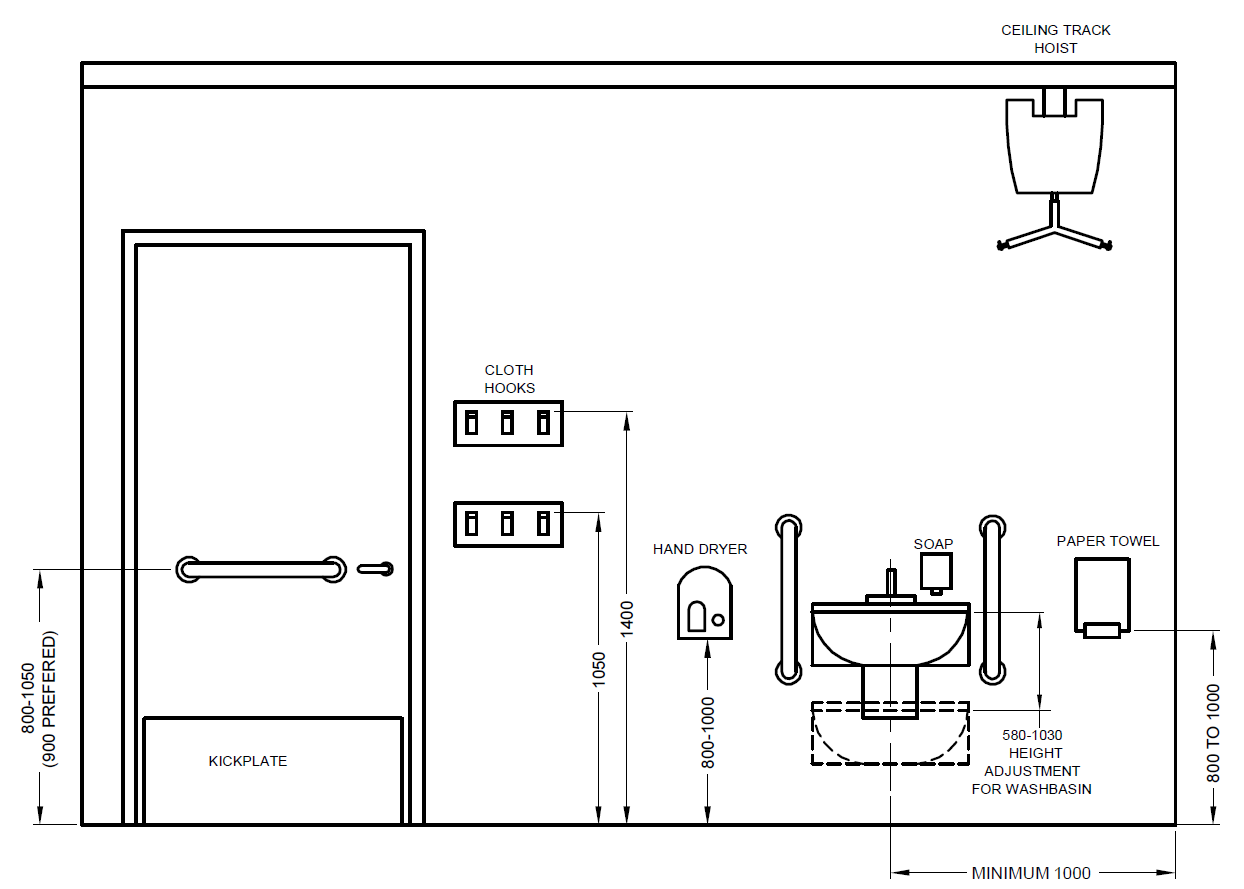 CEILING TRACK
HOIST
CLOTH
HOOKS
HAND DRYER
SOAP
PAPER TOWEL
1400
1050
800-1050
(900 PREFERED)
800-1000
800 TO 1000
KICKPLATE
580-1030
HEIGHT
ADJUSTMENT
FOR WASHBASIN
MINIMUM 1000